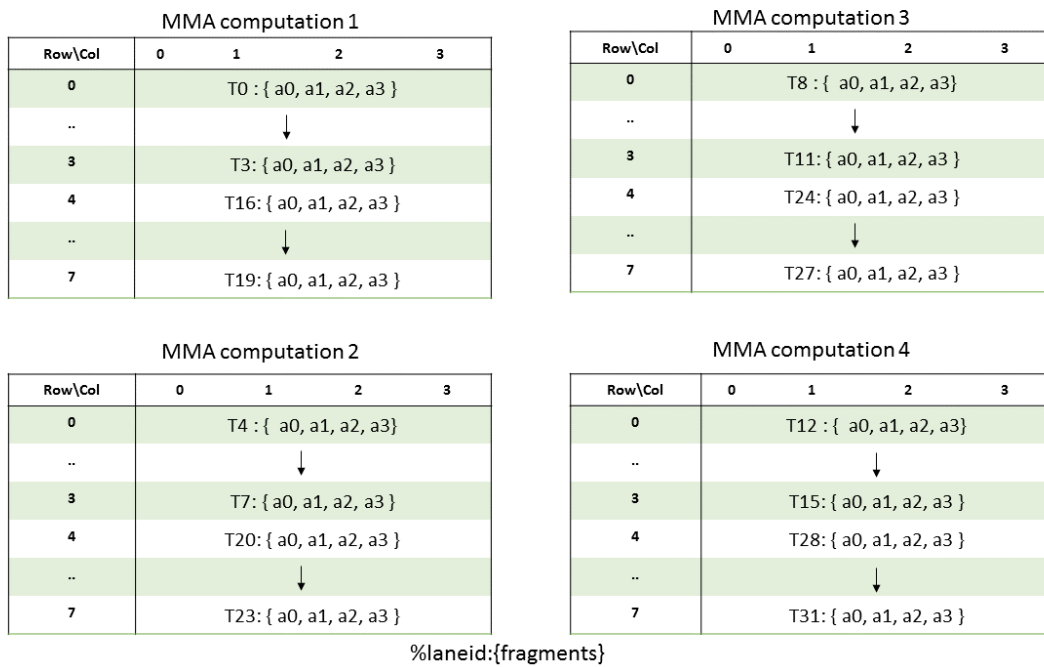 MMA computation 1
Row\Col 0 1 2 3
0 T0 : { a0, a1, a2, a3 }
..
3 T3: { a0, a1, a2, a3 }
4 T16: { a0, a1, a2, a3 }
..
7 T19: { a0, a1, a2, a3 }
MMA computation 3
Row\Col 0 1 2 3
0 T8 : {  a0, a1, a2, a3}
..
3 T11: { a0, a1, a2, a3 }
4 T24: { a0, a1, a2, a3 }
..
7 T27: { a0, a1, a2, a3 }
MMA computation 2
Row\Col 0 1 2 3
0 T4 : {  a0, a1, a2, a3}
..
3 T7: { a0, a1, a2, a3 }
4 T20: { a0, a1, a2, a3 }
..
7 T23: { a0, a1, a2, a3 }
MMA computation 4
Row\Col 0 1 2 3
0 T12 : {  a0, a1, a2, a3}
..
3 T15: { a0, a1, a2, a3 }
4 T28: { a0, a1, a2, a3 }
..
7 T31: { a0, a1, a2, a3 }
%laneid:{fragments}